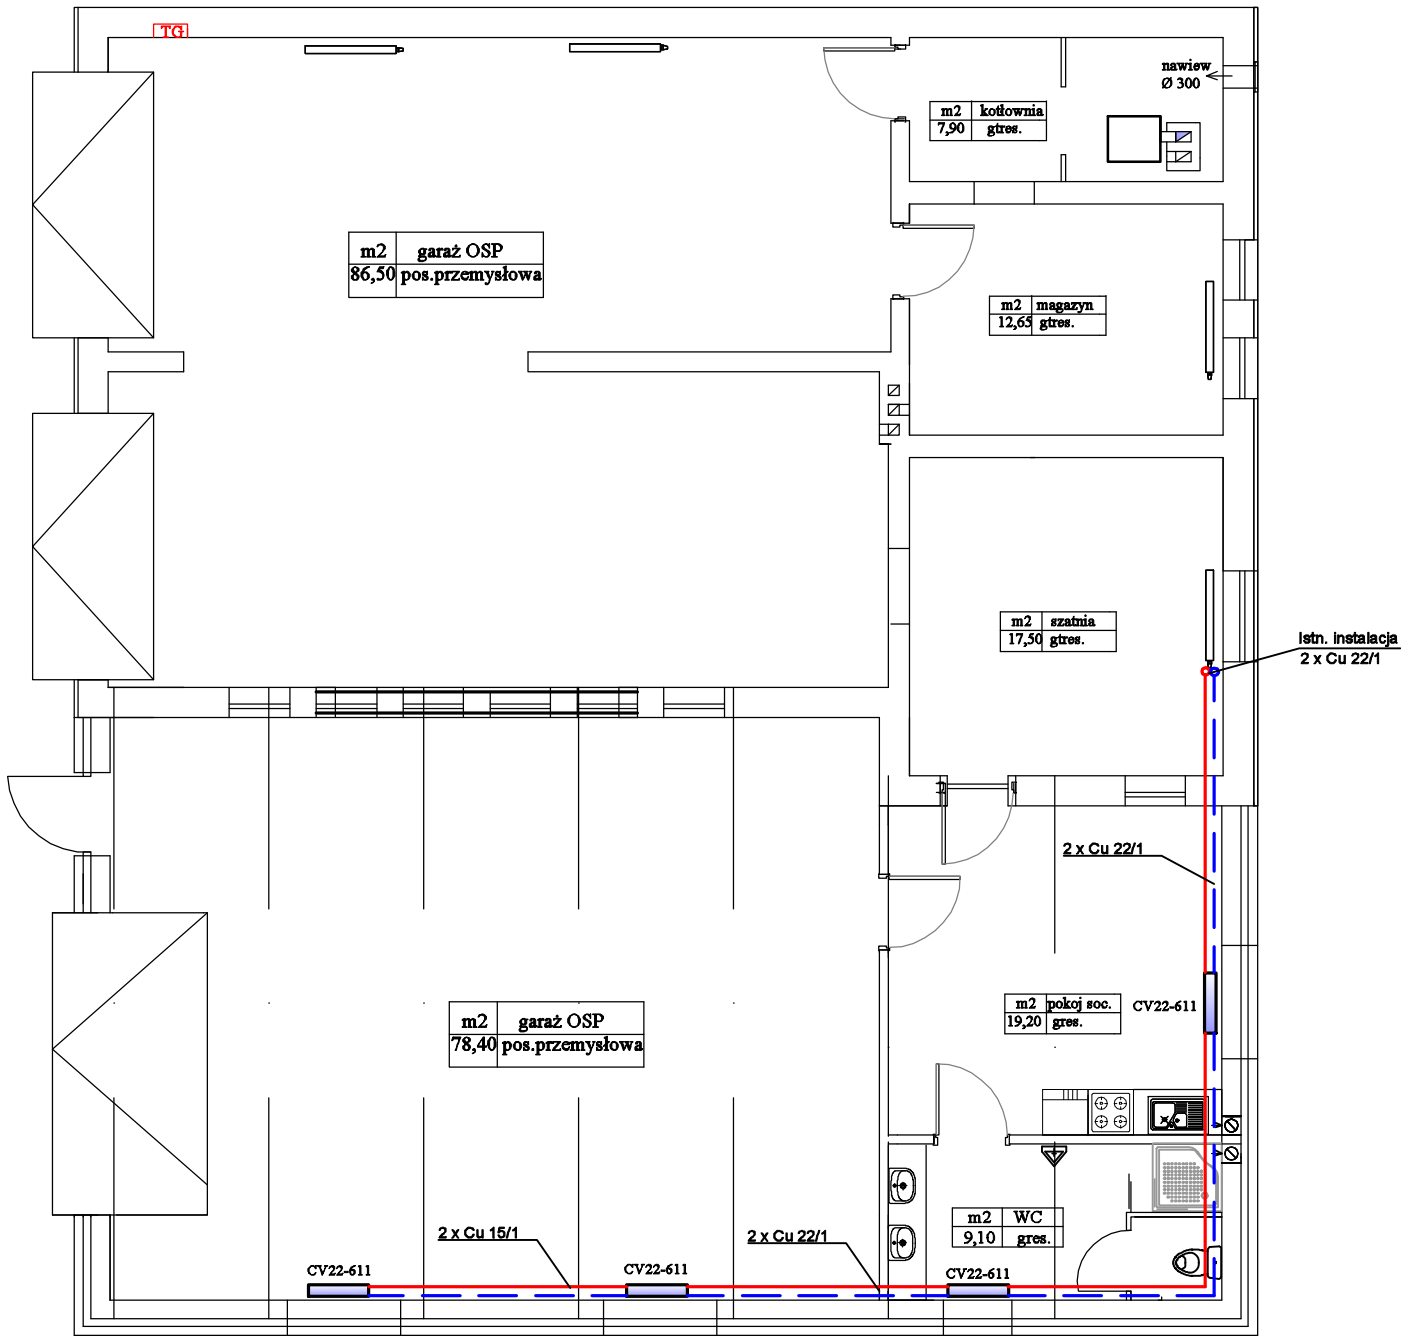 TG
nawiew
Ø 300
m2 kotłownia
7,90 gtres.
m2 garaż OSP
86,50 pos.przemysłowa
m2 magazyn
12,65 gtres.
m2 szatnia
17,50 gtres.
Istn. instalacja
2 x Cu 22/1
2 x Cu 22/1
m2 pokoj soc.
19,20 gres.
CV22-611
m2 garaż OSP
78,40 pos.przemysłowa
m2 WC
9,10 gres.
2 x Cu 15/1
2 x Cu 22/1
CV22-611
CV22-611
CV22-611